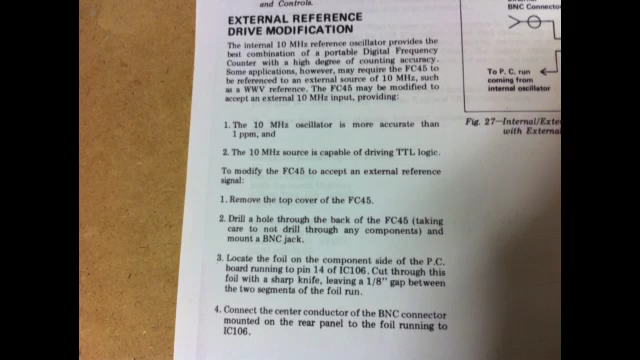 and Controls.
EXTERNAL REFERENCE
DRIVE MODIFICATION
The internal 10 MHz reference oscillator provides the
best combination of a portable Digital Frequency
Counter with a high degree of counting accuracy.
Some applications, however, may require the FC45 to
be referenced to an external source of 10 MHz, such
as a WWV reference. The FC45 may be modified to
accept an external 10 MHz input, providing:
1. The 10 MHz oscillator is more accurate than
1 ppm, and
2. The 10 MHz source is capable of driving TTL logic.
To modify the FC45 to accept an external reference
signal:
1. Remove the top cover of the FC45.
2. Drill a hole through the back of the FC45 (taking
care to not drill through any components) and
mount a BNC jack.
3. Locate the foil on the component side of the P.C.
board running to pin 14 of IC106. Cut through this
foil with a sharp knife, leaving a 1/8" gap between
the two segments of the foil run.
4. Connect the center conductor of the BNC connector
mounted on the rear panel to the foil running to
IC106.
BNC Connecto
To P. C. run
coming from
internal oscillator
Fig. 27—Internal/Exte
with Externa